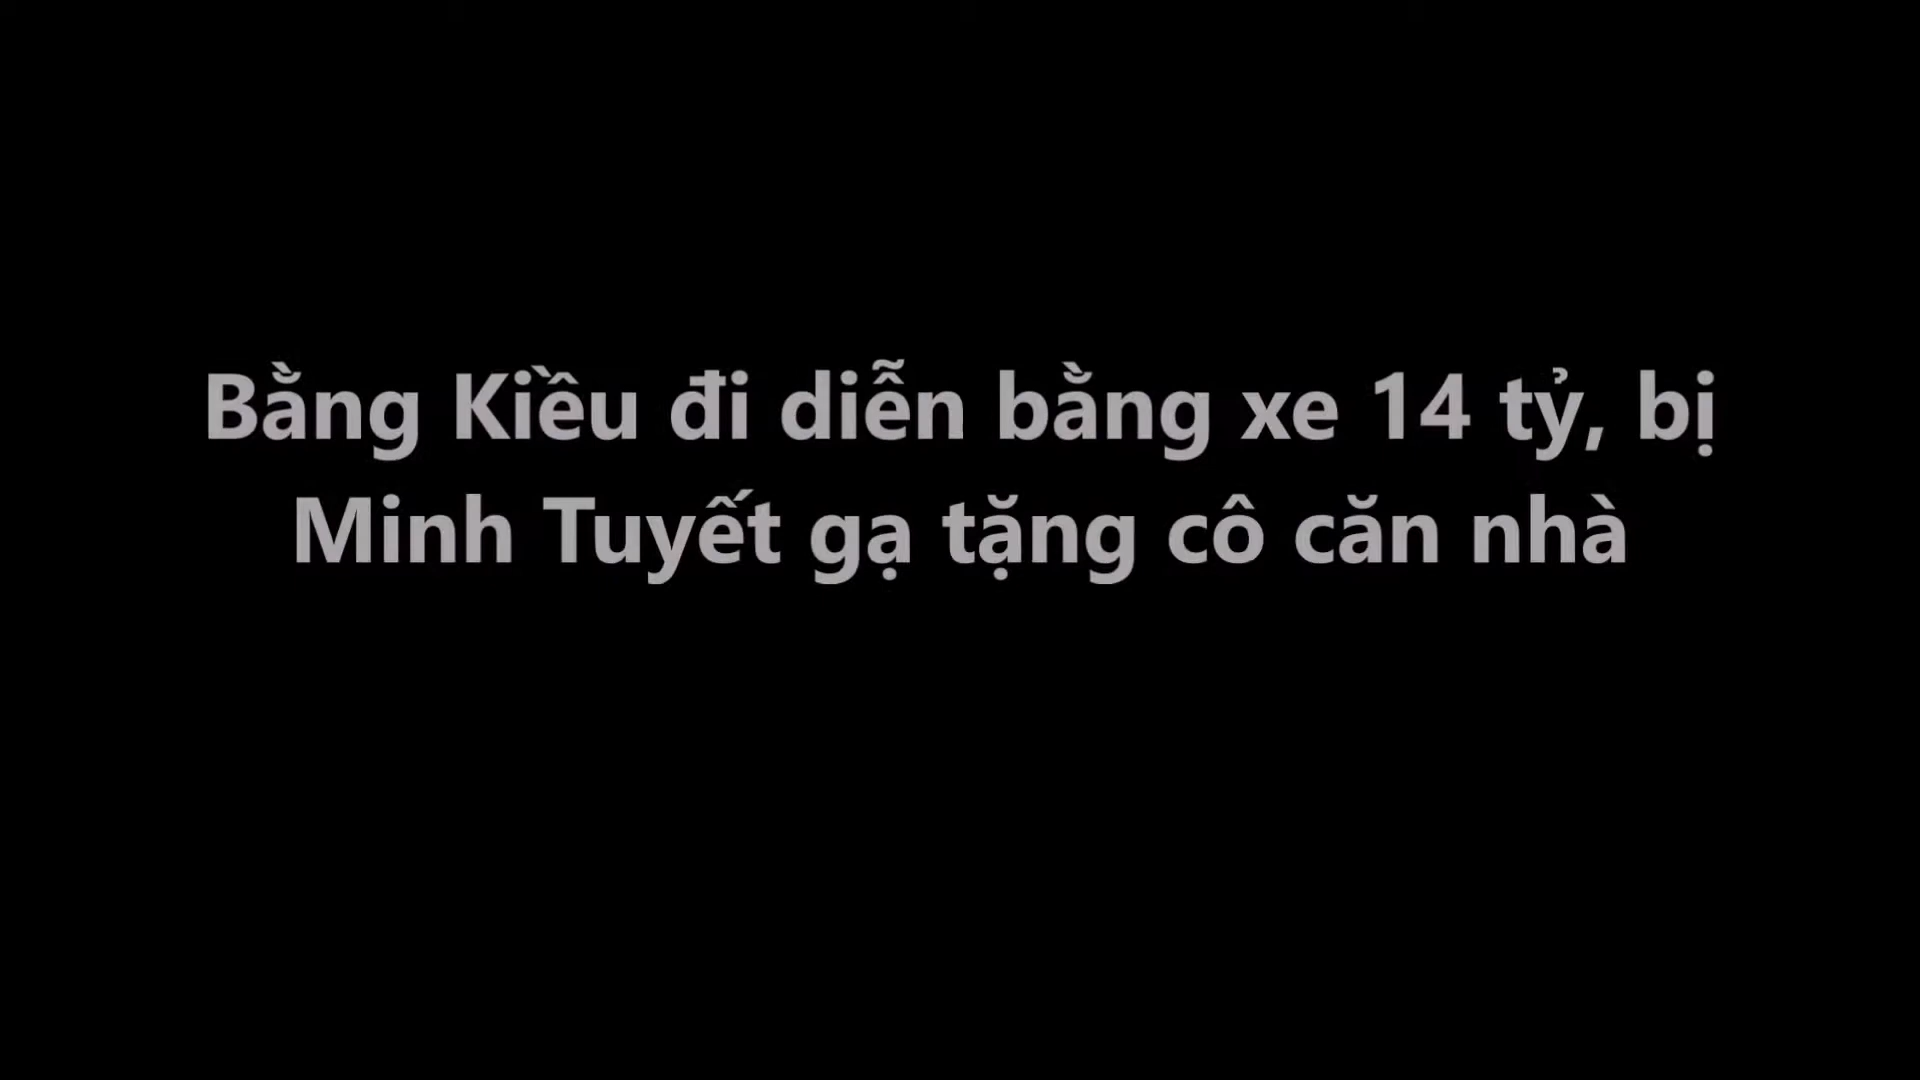 Bằng Kiều đi diễn bằng xe 14 tỷ, bị
Minh Tuyết gạ tặng cô căn nhà